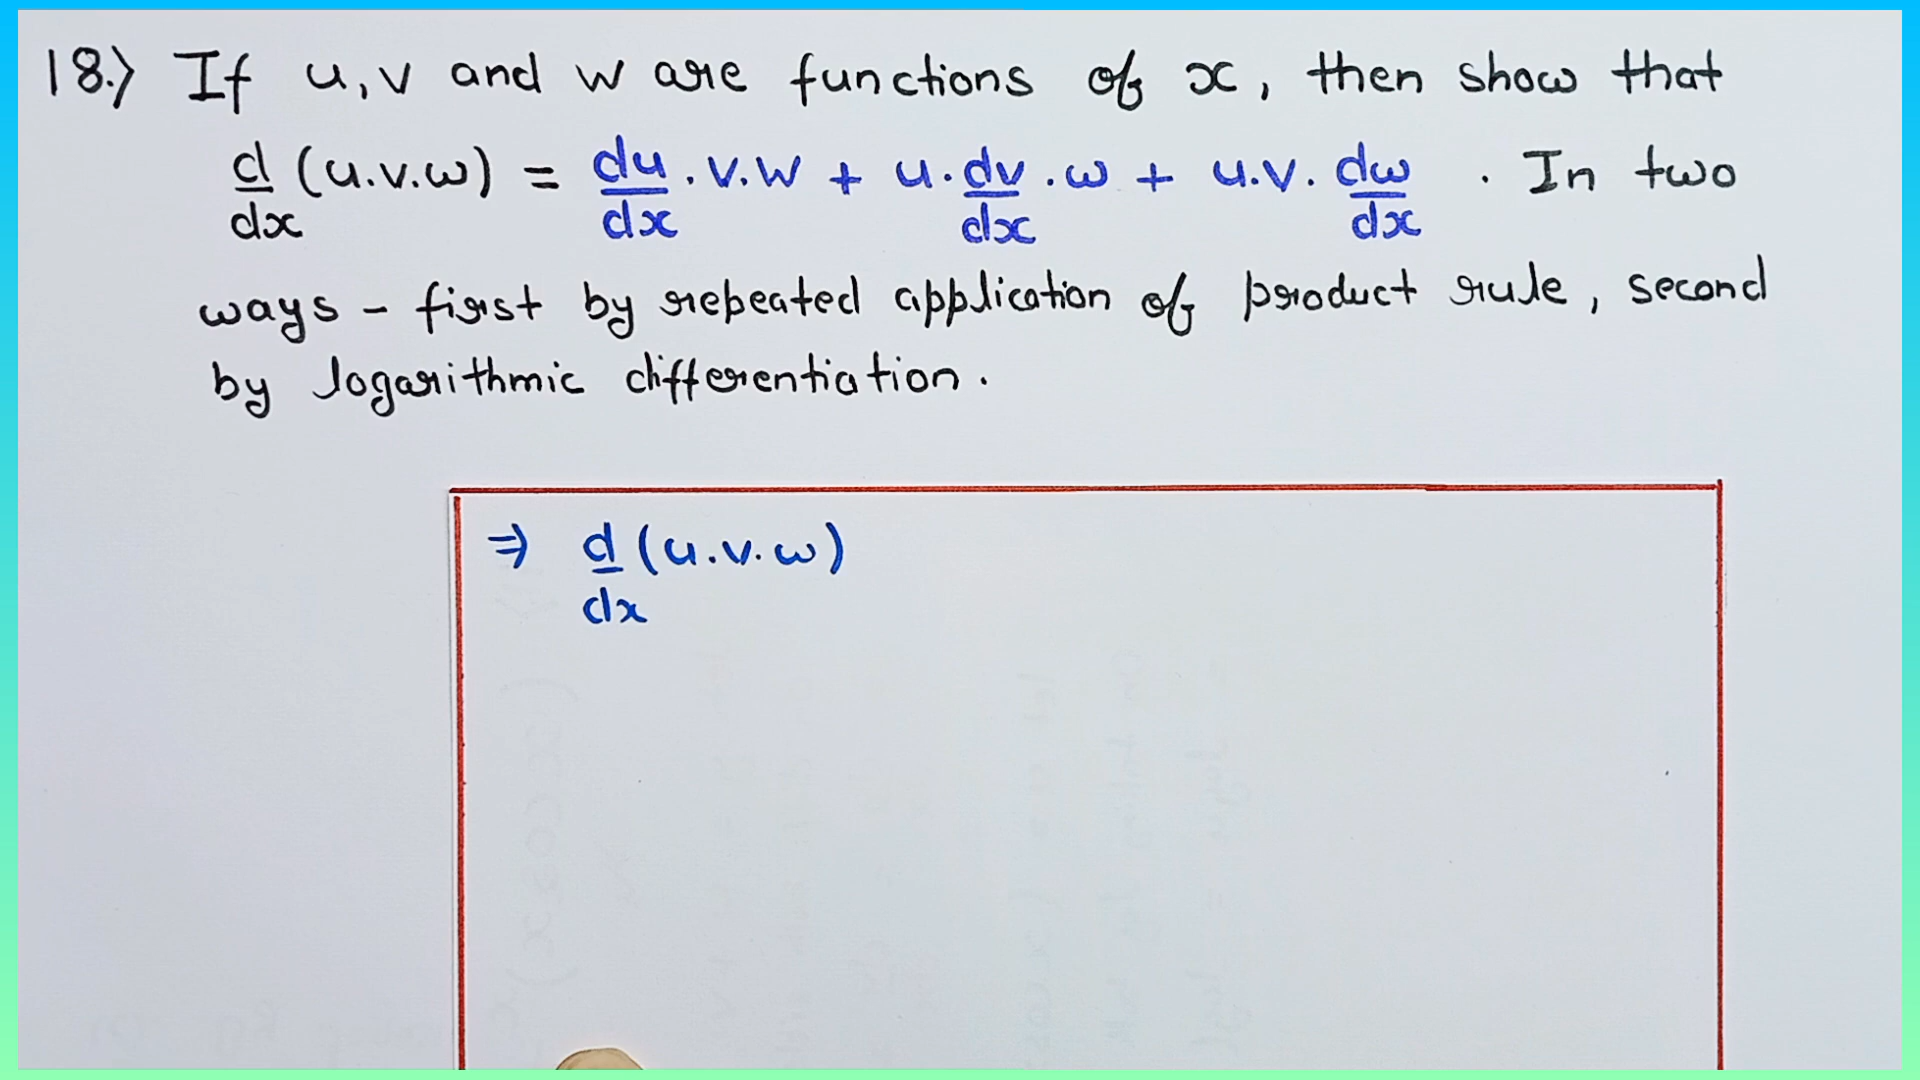 18.) If u, v and w are functions of x, then show that
d/dx (u.v.w) = du/dx . v.w + u. dv/dx . w + u.v. dw/dx . In two
ways - first by repeated application of product rule, second
by logarithmic differentiation.
⇒ d/dx (u.v.w)